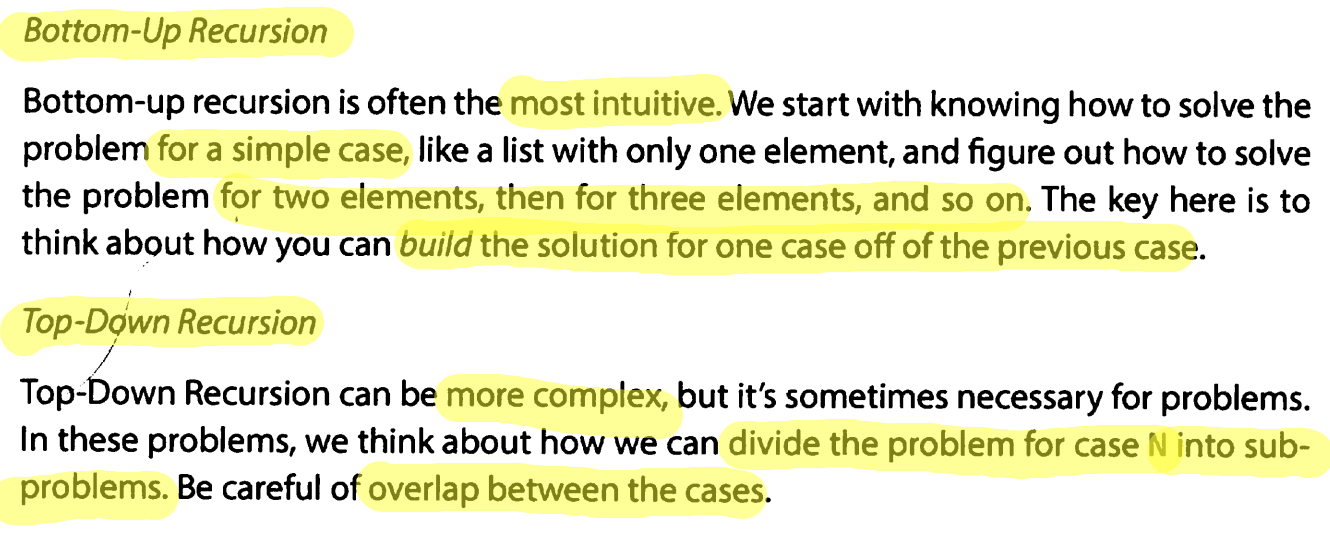 Bottom-Up Recursion
Bottom-up recursion is often the most intuitive. We start with knowing how to solve the
problem for a simple case, like a list with only one element, and figure out how to solve
the problem for two elements, then for three elements, and so on. The key here is to
think about how you can build the solution for one case off of the previous case.
Top-Down Recursion
Top-Down Recursion can be more complex, but it's sometimes necessary for problems.
In these problems, we think about how we can divide the problem for case N into sub-
problems. Be careful of overlap between the cases.